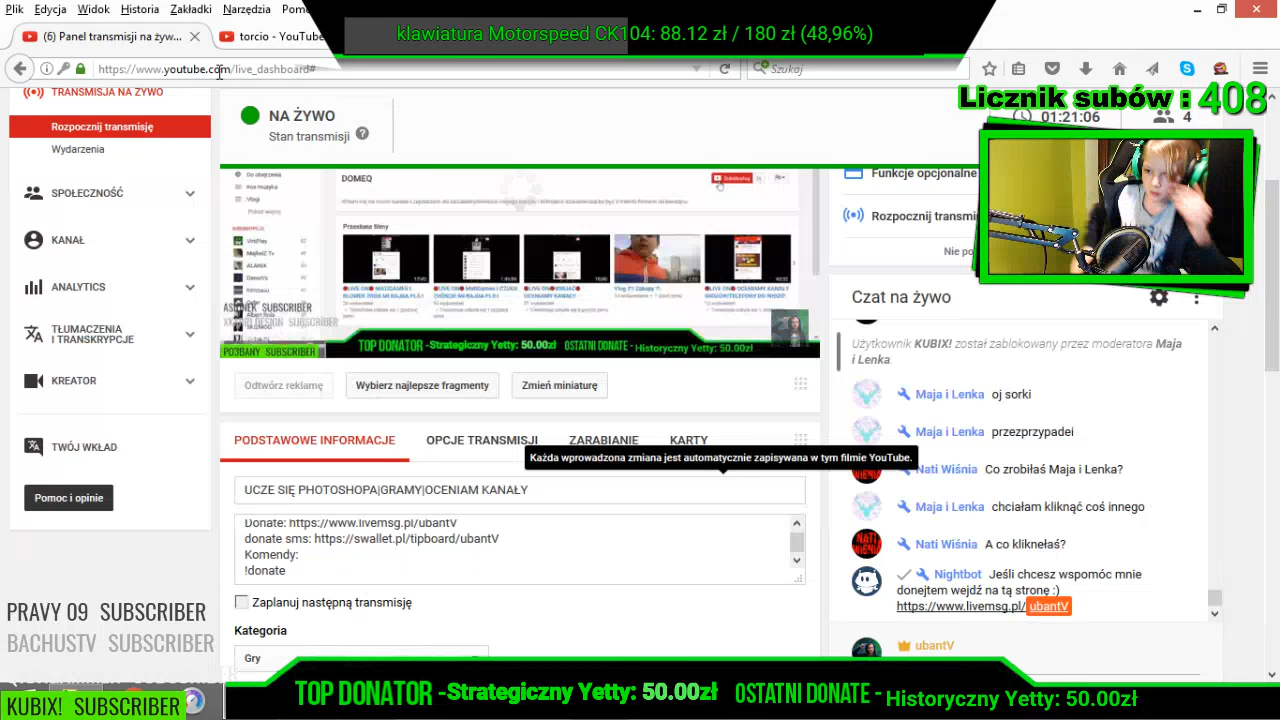 Plik Edycja Widok Historia Zakładki Narzędzia
klawiatura Motorspeed CK104: 88.12 zł / 180 zł (48,96%)
(6) Panel transmisji na żyw...
torcio - YouTube
https://www.youtube.com/live_dashboard#
Szukaj
Licznik subów : 408
TRANSMISJA NA ŻYWO
Rozpocznij transmisję
Wydarzenia
SPOŁECZNOŚĆ
KANAŁ
ANALYTICS
TŁUMACZENIA
I TRANSKRYPCJE
KREATOR
TWÓJ WKŁAD
Pomoc i opinie
NA ŻYWO
Stan transmisji
01:21:06
4
DOMEQ
Subskrybuj
Przesłane filmy
TOP DONATOR -Strategiczny Yetty: 50.00zł OSTATNI DONATE - Historyczny Yetty: 50.00zł
Odtwórz reklamę
Wybierz najlepsze fragmenty
Zmień miniaturę
PODSTAWOWE INFORMACJE
OPCJE TRANSMISJI
ZARABIANIE
KARTY
Każda wprowadzona zmiana jest automatycznie zapisywana w tym filmie YouTube.
UCZE SIĘ PHOTOSHOPA|GRAMY|OCENIAM KANAŁY
Donate: https://www.livemsg.pl/ubantV
donate sms: https://swallet.pl/tipboard/ubantV
Komendy:
!donate
Zaplanuj następną transmisję
Kategoria
Gry
Funkcje opcjonalne
Rozpocznij transmi
Nie po
Czat na żywo
Użytkownik KUBIX! został zablokowany przez moderatora Maja
i Lenka.
Maja i Lenka oj sorki
Maja i Lenka przezprzypadei
Nati Wiśnia Co zrobiłaś Maja i Lenka?
Maja i Lenka chciałam kliknąć coś innego
Nati Wiśnia A co kliknełaś?
Nightbot Jeśli chcesz wspomóc mnie
donejtem wejdź na tą stronę :)
https://www.livemsg.pl/ubantV
ubantV
PRAVY 09 SUBSCRIBER
BACHUSTV SUBSCRIBER
KUBIX! SUBSCRIBER
TOP DONATOR -Strategiczny Yetty: 50.00zł OSTATNI DONATE - Historyczny Yetty: 50.00zł